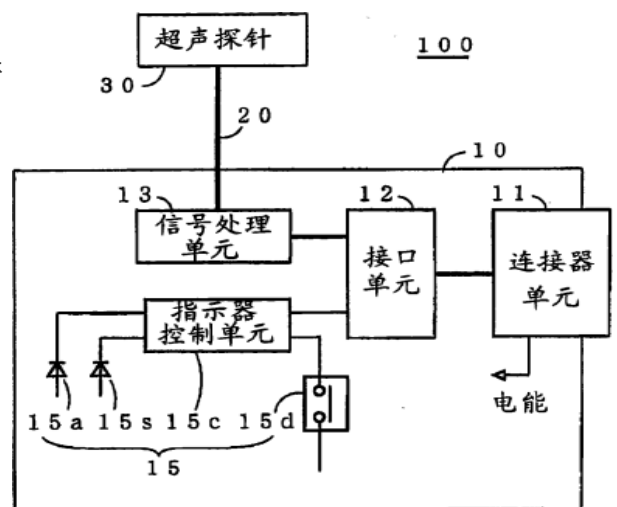 超声探针
100
30
20
10
13
信号处理
单元
12
接口
单元
11
连接器
单元
指示器
控制单元
电能
15a 15s 15c 15d
15